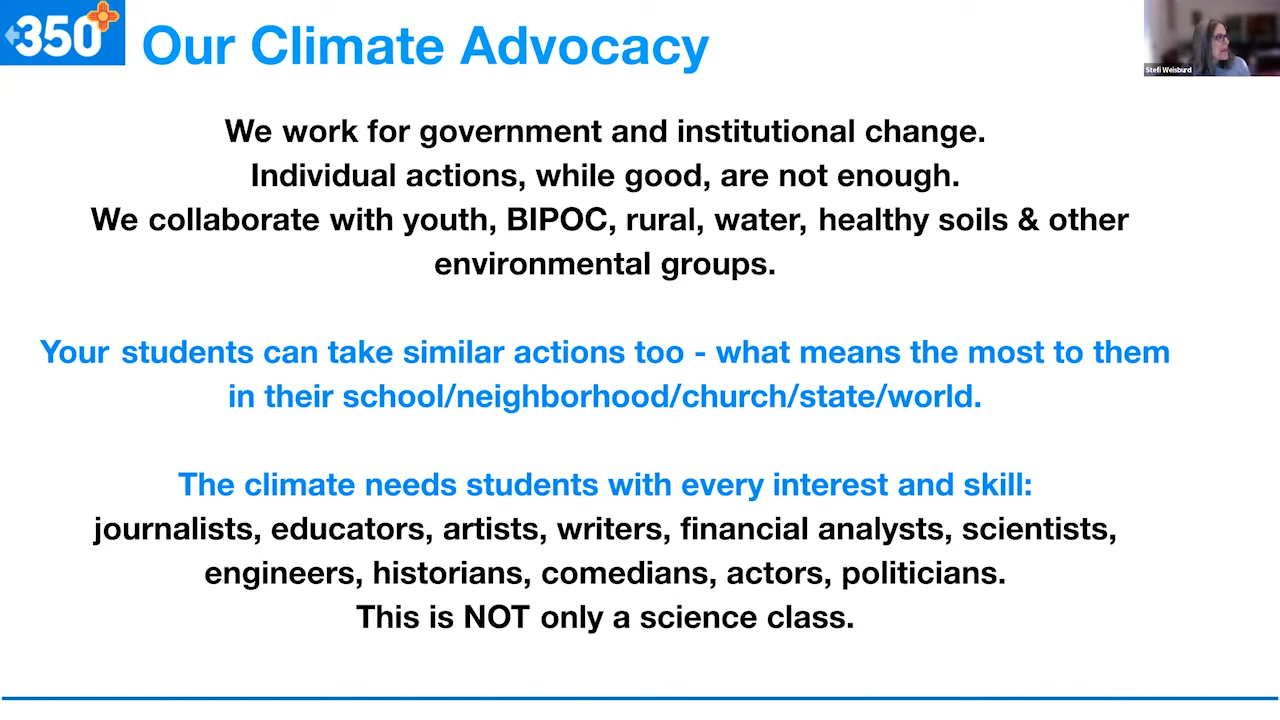 350
Our Climate Advocacy
Stefi Weisburd
We work for government and institutional change.
Individual actions, while good, are not enough.
We collaborate with youth, BIPOC, rural, water, healthy soils & other
environmental groups.
Your students can take similar actions too - what means the most to them
in their school/neighborhood/church/state/world.
The climate needs students with every interest and skill:
journalists, educators, artists, writers, financial analysts, scientists,
engineers, historians, comedians, actors, politicians.
This is NOT only a science class.